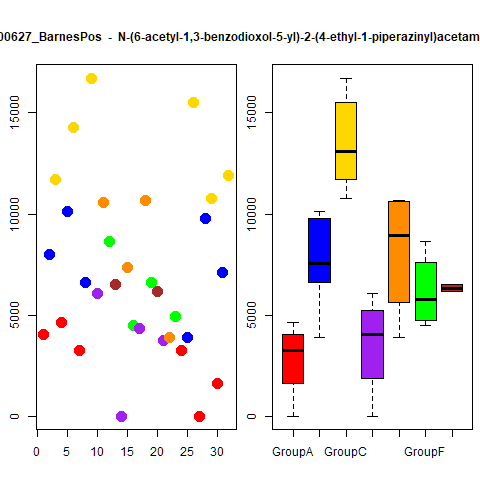 00627_BarnesPos - N-(6-acetyl-1,3-benzodioxol-5-yl)-2-(4-ethyl-1-piperazinyl)acetam
15000 15000
10000 10000
5000 5000
0 0
0 5 10 15 20 25 30 GroupA GroupC GroupF